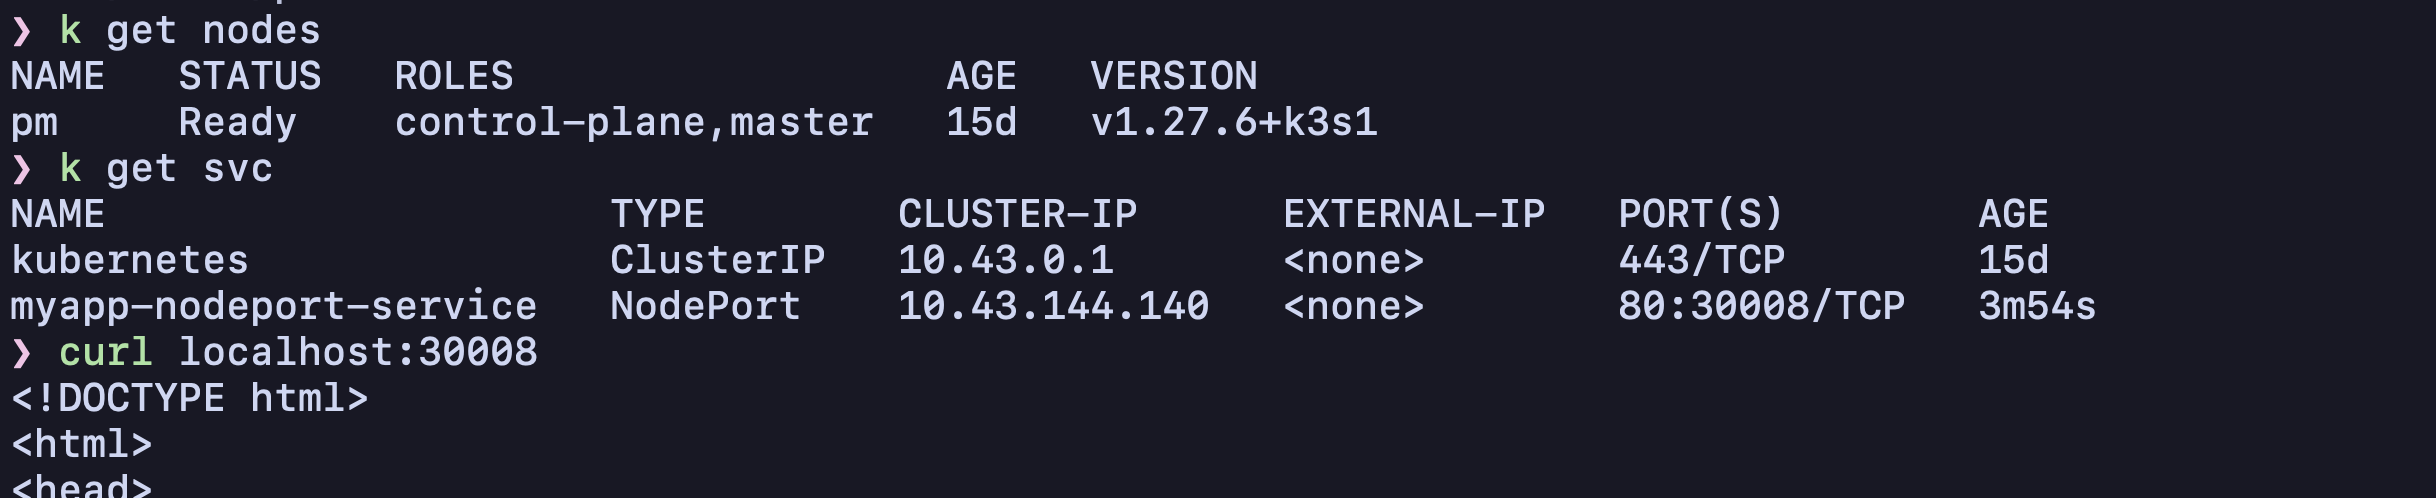 ❯ k get nodes
NAME   STATUS   ROLES                  AGE   VERSION
pm     Ready    control-plane,master   15d   v1.27.6+k3s1
❯ k get svc
NAME                     TYPE        CLUSTER-IP      EXTERNAL-IP   PORT(S)        AGE
kubernetes               ClusterIP   10.43.0.1       <none>        443/TCP        15d
myapp-nodeport-service   NodePort    10.43.144.140   <none>        80:30008/TCP   3m54s
❯ curl localhost:30008
<!DOCTYPE html>
<html>
<head>